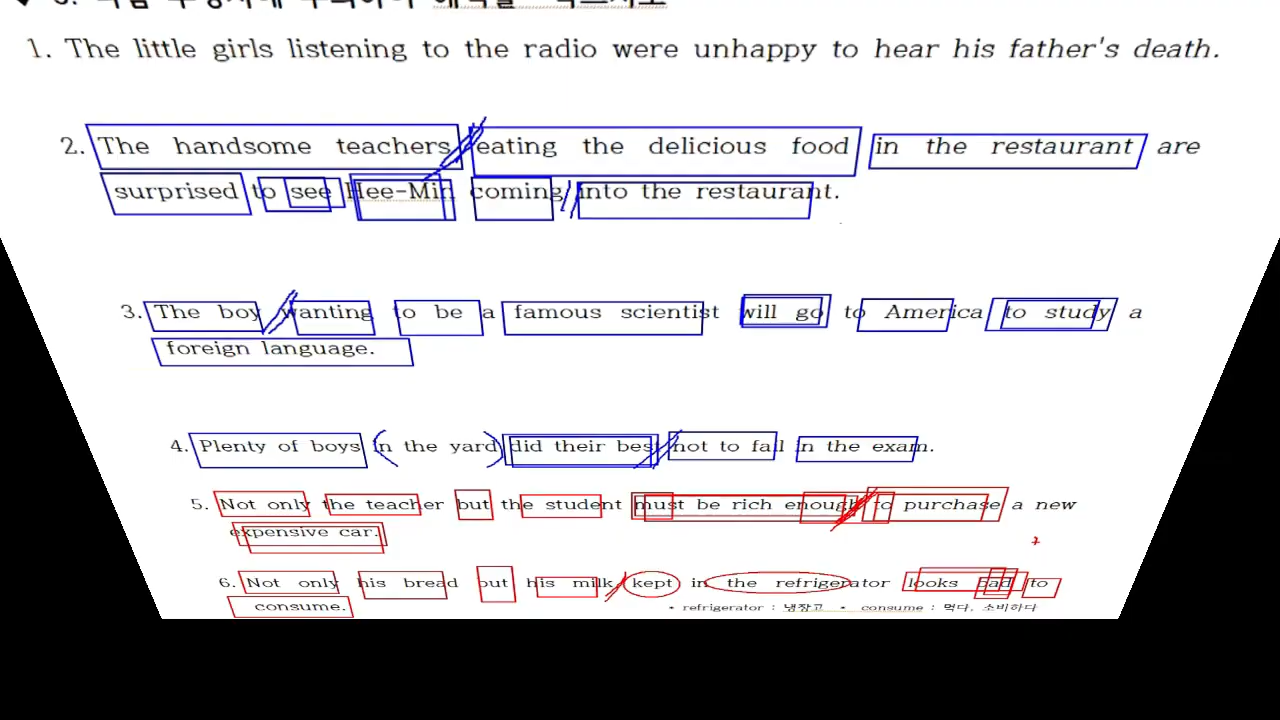 1. The little girls listening to the radio were unhappy to hear his father's death.
2. The handsome teachers eating the delicious food in the restaurant are
surprised to see Hee-Min coming into the restaurant.
3. The boy wanting to be a famous scientist will go to America to study a
foreign language.
4. Plenty of boys in the yard did their best not to fail in the exam.
5. Not only the teacher but the student must be rich enough to purchase a new
expensive car.
6. Not only his bread but his milk kept in the refrigerator looks bad to
consume.
• refrigerator : 냉장고 • consume : 먹다, 소비하다